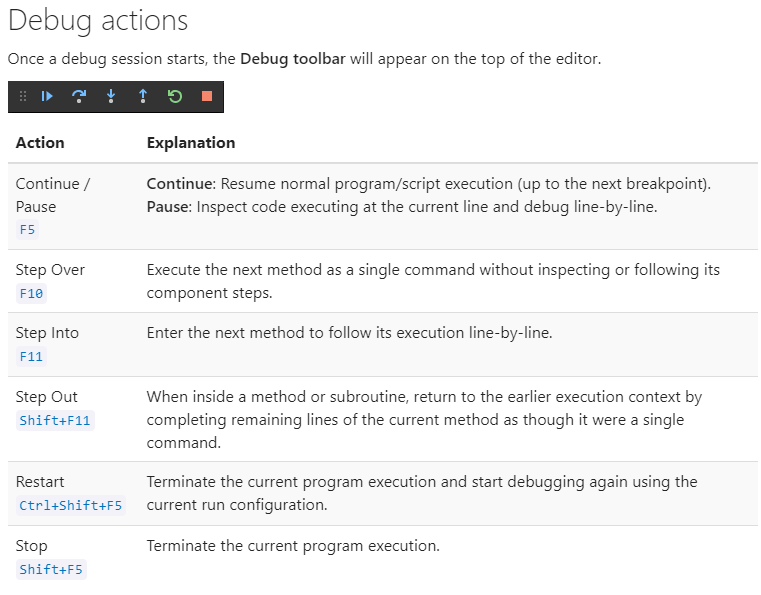 Debug actions
Once a debug session starts, the Debug toolbar will appear on the top of the editor.
Action Explanation
Continue / Continue: Resume normal program/script execution (up to the next breakpoint).
Pause Pause: Inspect code executing at the current line and debug line-by-line.
F5
Step Over Execute the next method as a single command without inspecting or following its
F10 component steps.
Step Into Enter the next method to follow its execution line-by-line.
F11
Step Out When inside a method or subroutine, return to the earlier execution context by
Shift+F11 completing remaining lines of the current method as though it were a single
command.
Restart Terminate the current program execution and start debugging again using the
Ctrl+Shift+F5 current run configuration.
Stop Terminate the current program execution.
Shift+F5